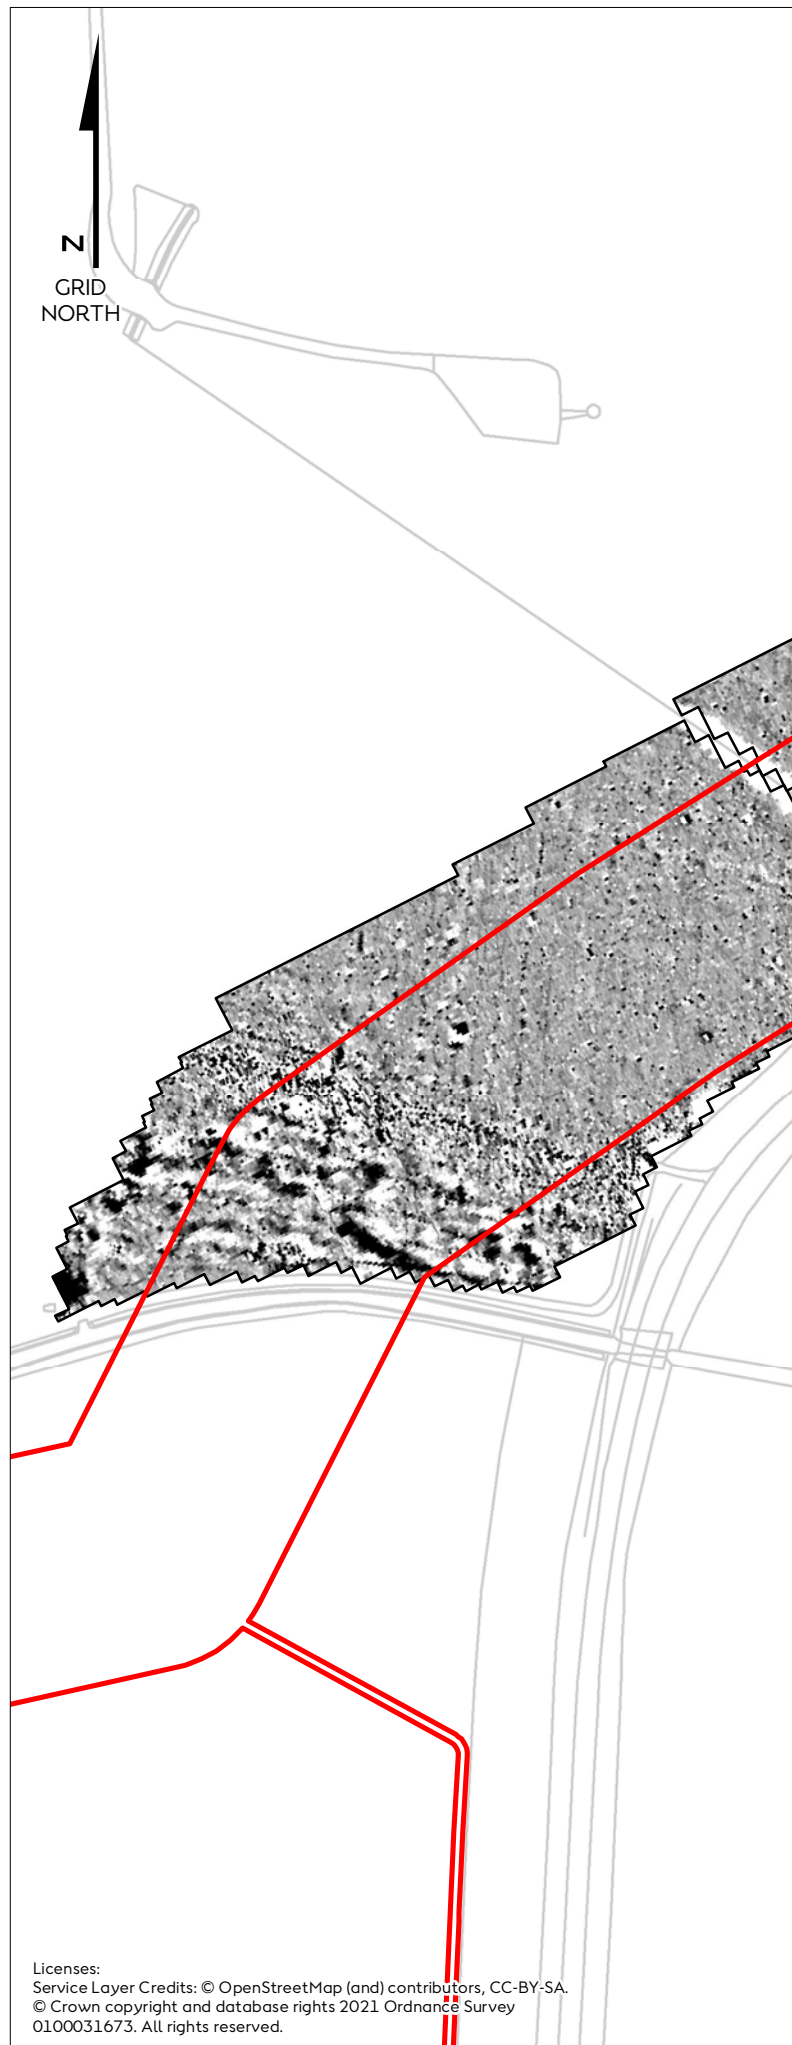 N
GRID
NORTH
Licenses:
Service Layer Credits: © OpenStreetMap (and) contributors, CC-BY-SA.
© Crown copyright and database rights 2021 Ordnance Survey
0100031673. All rights reserved.